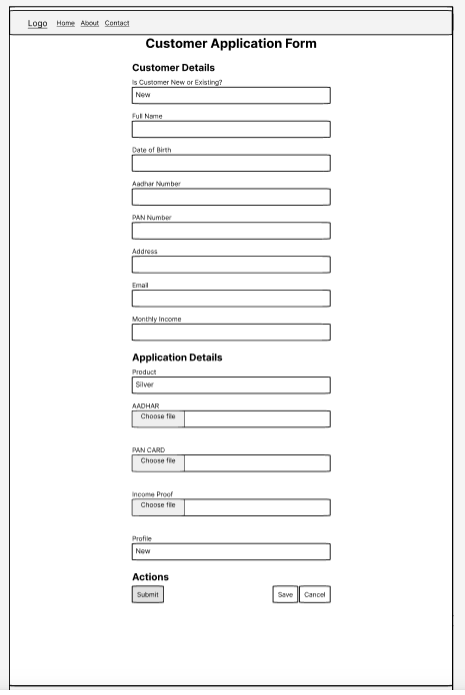 Logo Home About Contact
Customer Application Form
Customer Details
Is Customer New or Existing?
New
Full Name
Date of Birth
Aadhar Number
PAN Number
Address
Email
Monthly Income
Application Details
Product
Silver
AADHAR
Choose file
PAN CARD
Choose file
Income Proof
Choose file
Profile
New
Actions
Submit Save Cancel